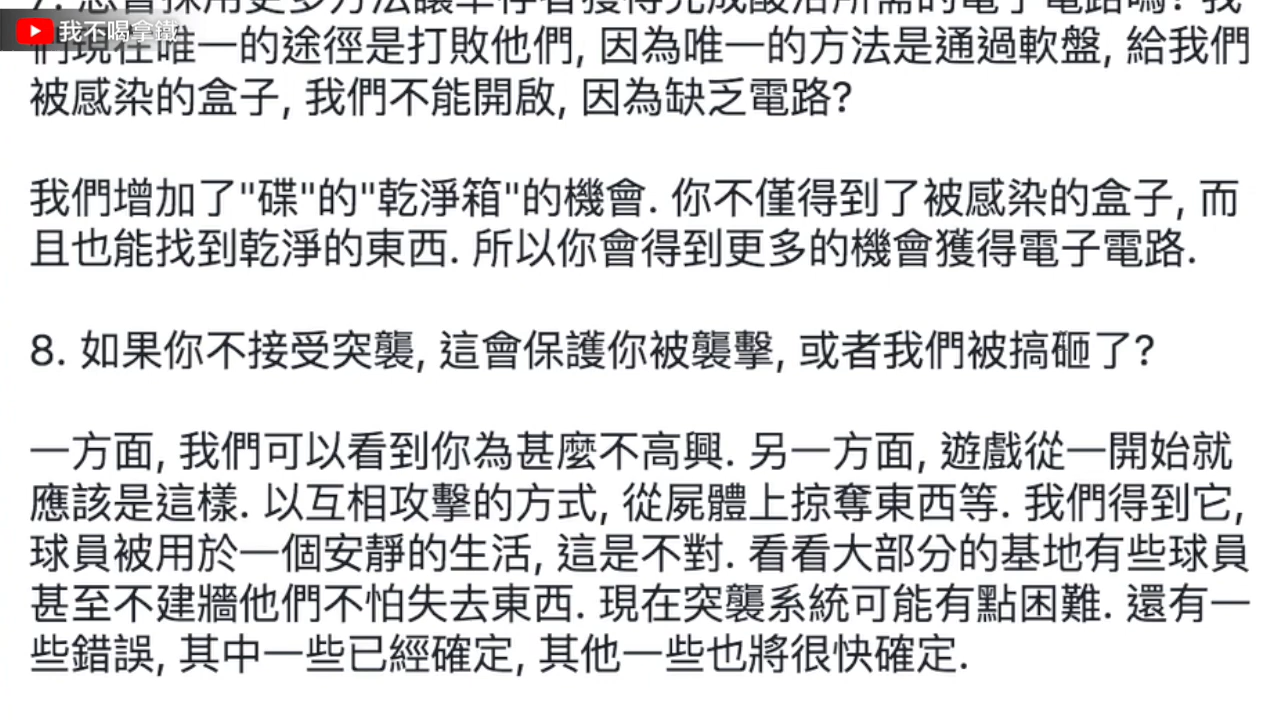 我不喝拿鐵
們現在唯一的途徑是打敗他們, 因為唯一的方法是通過軟盤, 給我們
被感染的盒子, 我們不能開啟, 因為缺乏電路?
我們增加了"碟"的"乾淨箱"的機會. 你不僅得到了被感染的盒子, 而
且也能找到乾淨的東西. 所以你會得到更多的機會獲得電子電路.
8. 如果你不接受突襲, 這會保護你被襲擊, 或者我們被搞砸了?
一方面, 我們可以看到你為甚麼不高興. 另一方面, 遊戲從一開始就
應該是這樣. 以互相攻擊的方式, 從屍體上掠奪東西等. 我們得到它,
球員被用於一個安靜的生活, 這是不對. 看看大部分的基地有些球員
甚至不建牆他們不怕失去東西. 現在突襲系統可能有點困難. 還有一
些錯誤, 其中一些已經確定, 其他一些也將很快確定.